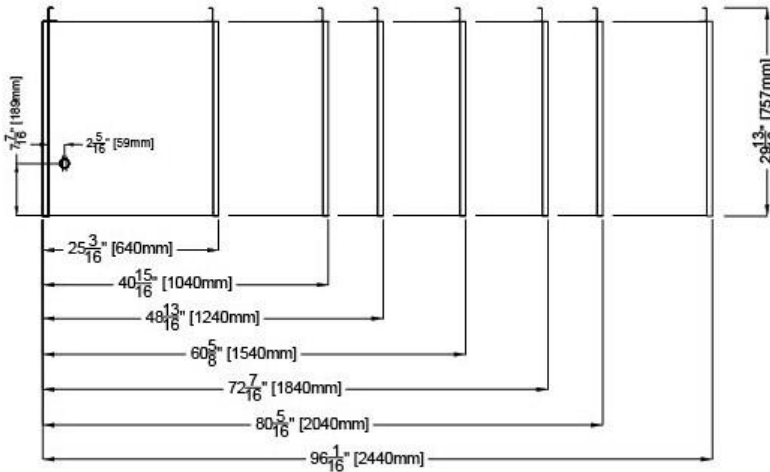 7 7/16" [189mm]
2 5/16" [59mm]
29 13/16" [757mm]
25 3/16" [640mm]
40 15/16" [1040mm]
48 13/16" [1240mm]
60 5/8" [1540mm]
72 7/16" [1840mm]
80 5/16" [2040mm]
96 1/16" [2440mm]